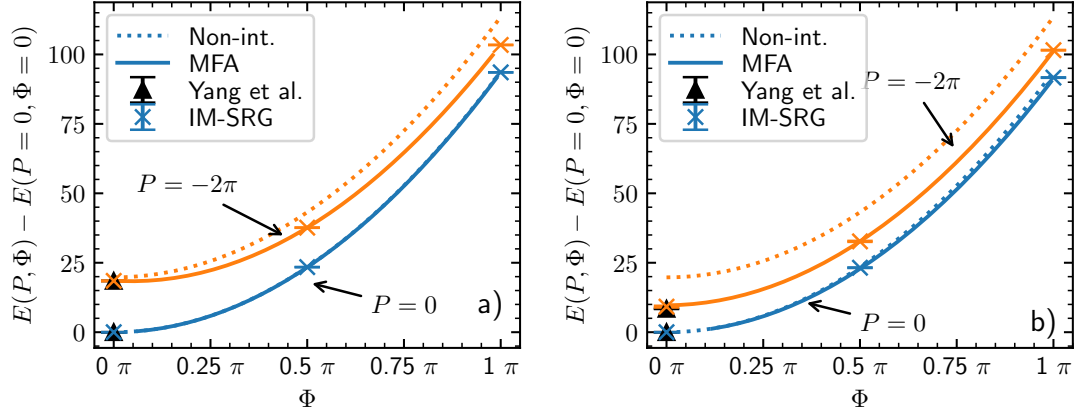 E(P, Φ) − E(P = 0, Φ = 0)
100
75
50
25
0
Non-int.
MFA
Yang et al.
IM-SRG
P = −2π
P = 0
a)
0 π
0.25 π
0.5 π
0.75 π
1 π
Φ
E(P, Φ) − E(P = 0, Φ = 0)
100
75
50
25
0
Non-int.
MFA
Yang et al.
IM-SRG
P = −2π
P = 0
b)
0 π
0.25 π
0.5 π
0.75 π
1 π
Φ